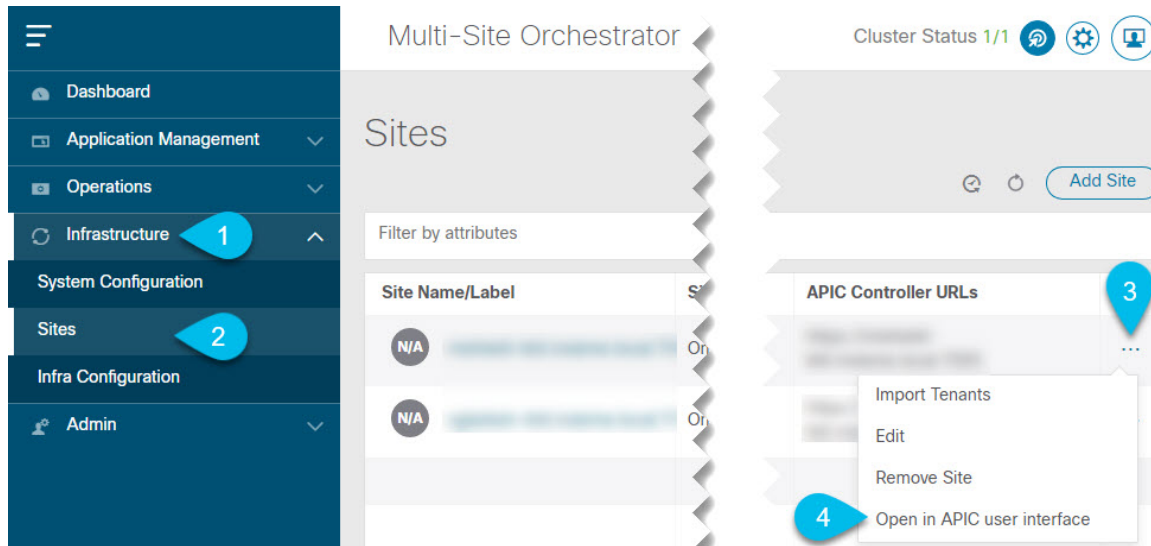 Multi-Site Orchestrator
Cluster Status 1/1
Dashboard
Application Management
Operations
Infrastructure
1
System Configuration
Sites
2
Infra Configuration
Admin
Sites
Add Site
Filter by attributes
Site Name/Label
APIC Controller URLs
3
N/A
...
N/A
Import Tenants
Edit
Remove Site
4
Open in APIC user interface